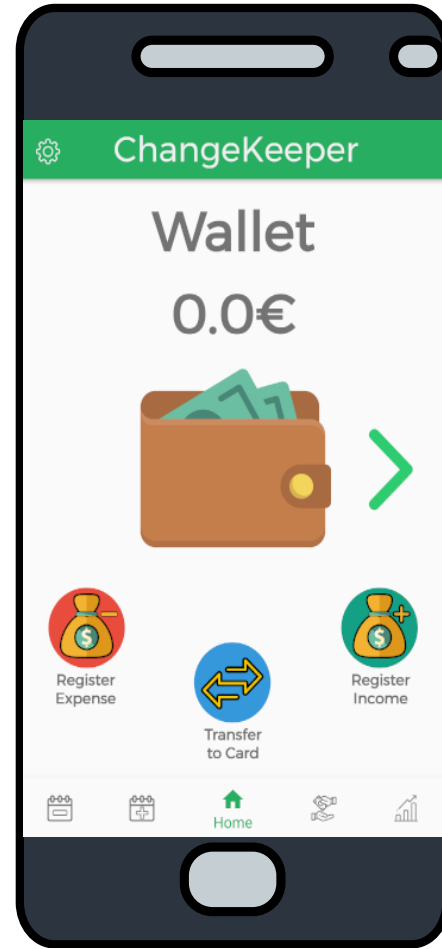 ChangeKeeper
Wallet
0.0€
Register
Expense
Register
Income
Transfer
to Card
Home